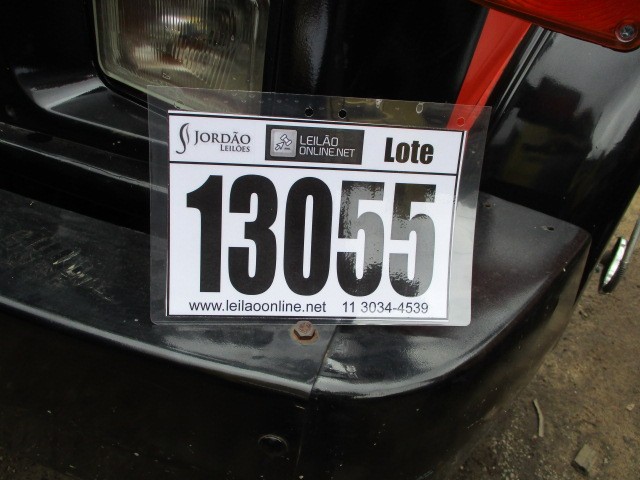 JORDÃO
LEILÕES
LEILÃO
ONLINE.NET
Lote
13055
www.leilaoonline.net 11 3034-4539